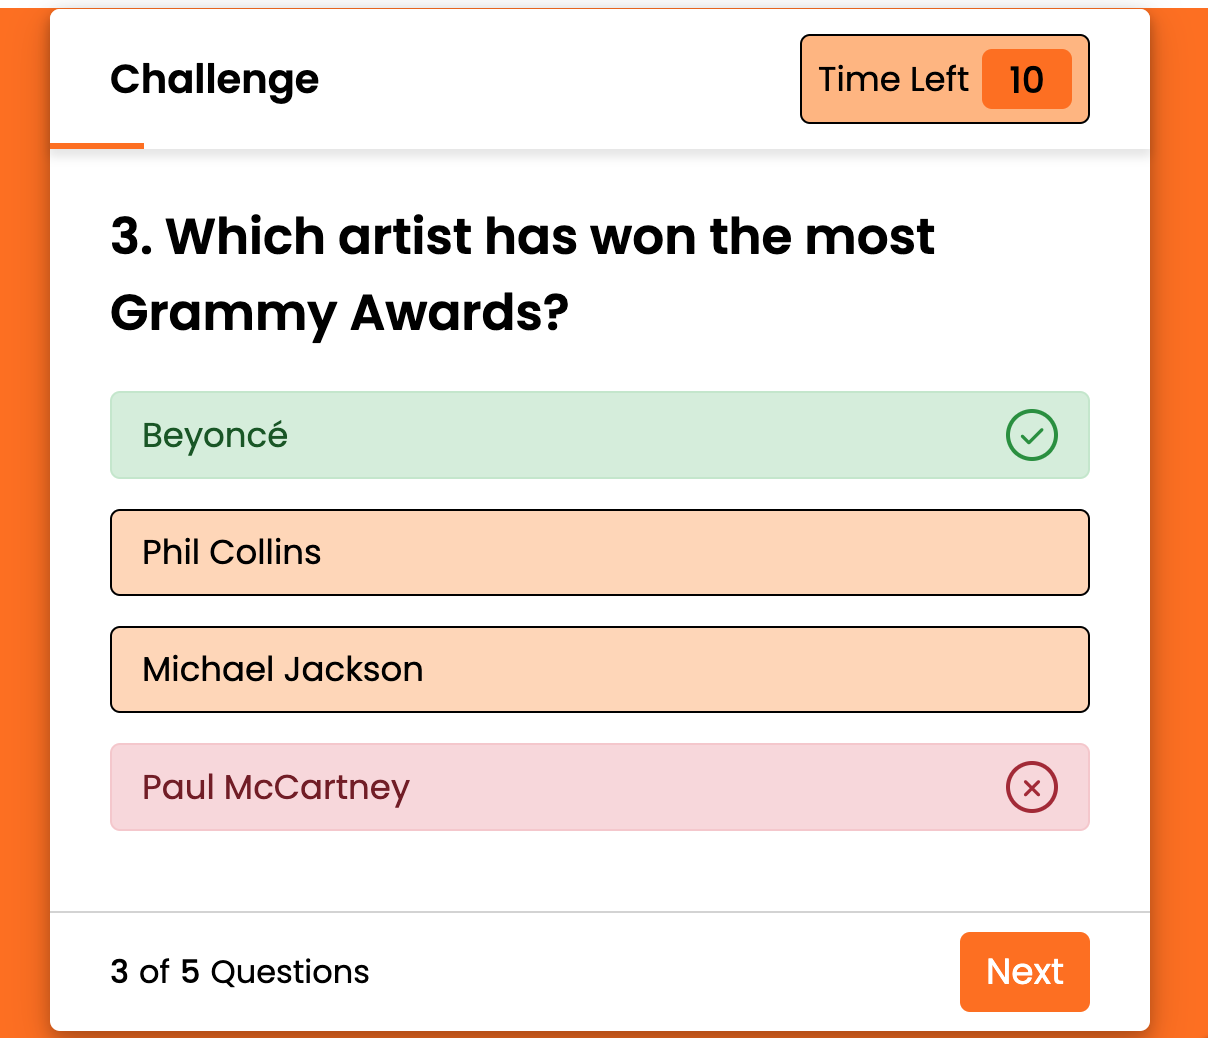 Challenge
Time Left 10
3. Which artist has won the most
Grammy Awards?
Beyoncé
Phil Collins
Michael Jackson
Paul McCartney
3 of 5 Questions
Next